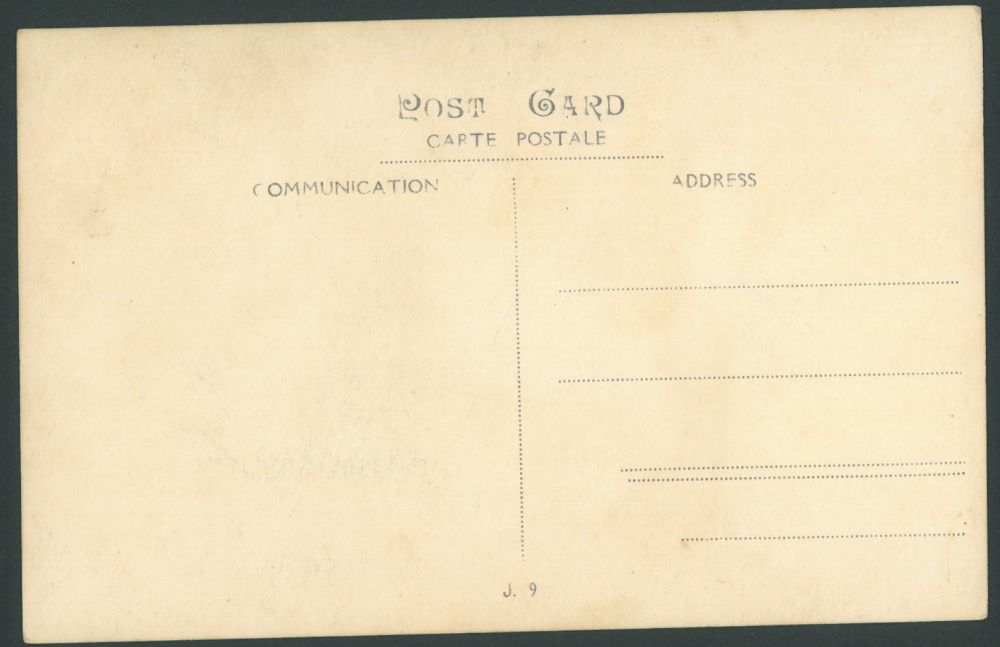 POST CARD
CARTE POSTALE
COMMUNICATION
ADDRESS
J. 9